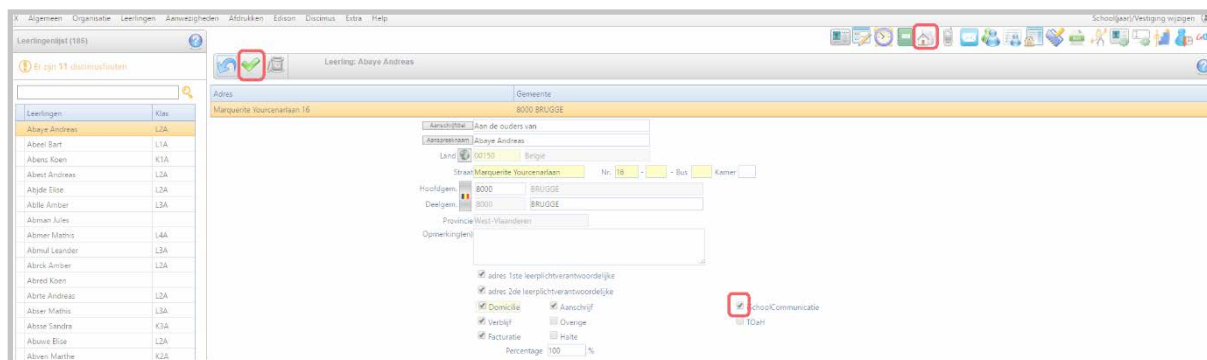 X Algemeen Organisatie Leerlingen Aanwezigheden Afdrukken Edison Discimus Extra Help Schooljaar/Vestiging wijzigen
Leerlingenlijst (186)
Er zijn 11 discimusfouten
Leerling: Abaye Andreas
Leerlingen Klas
Abaye Andreas L2A
Abeel Bart L1A
Abens Koen K1A
Abest Andreas L2A
Abjde Elise L2A
Ablle Amber L3A
Abman Jules
Abmer Mathis L4A
Abmul Leander L3A
Abrck Amber L2A
Abred Koen
Abrte Andreas L2A
Abser Mathis L3A
Absse Sandra K3A
Abuwe Elise L2A
Abven Marthe K2A
Adres Gemeente
Marquerite Yourcenarlaan 16 8000 BRUGGE
Aanschrijftitel Aan de ouders van
Aanspreeknaam Abaye Andreas
Land 00150 België
Straat Marquerite Yourcenarlaan Nr. 16 - - Bus Kamer
Hoofdgem. 8000 BRUGGE
Deelgem. 8000 BRUGGE
Provincie West-Vlaanderen
Opmerking(en)
adres 1ste leerplichtverantwoordelijke
adres 2de leerplichtverantwoordelijke
Domicilie Aanschrijf SchoolCommunicatie
Verblijf Overige TOaH
Facturatie Halte
Percentage 100 %